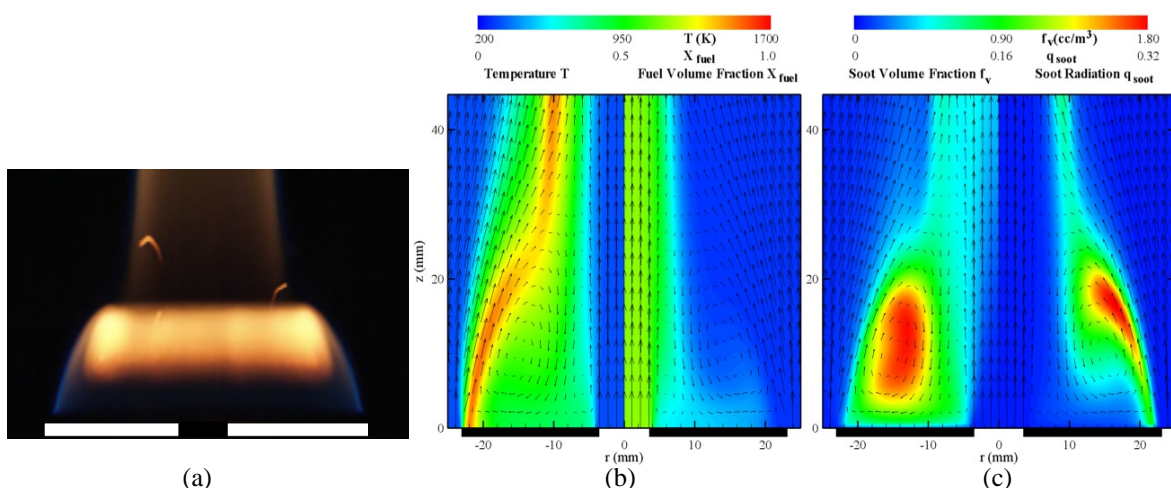 200 950 T (K) 1700
0 0.5 X fuel 1.0
Temperature T Fuel Volume Fraction X fuel
z (mm)
40
20
0
-20 -10 0 10 20
r (mm)
0 0.90 f v (cc/m³) 1.80
0 0.16 q soot 0.32
Soot Volume Fraction f v Soot Radiation q soot
40
20
0
-20 -10 0 10 20
r (mm)
(a) (b) (c)